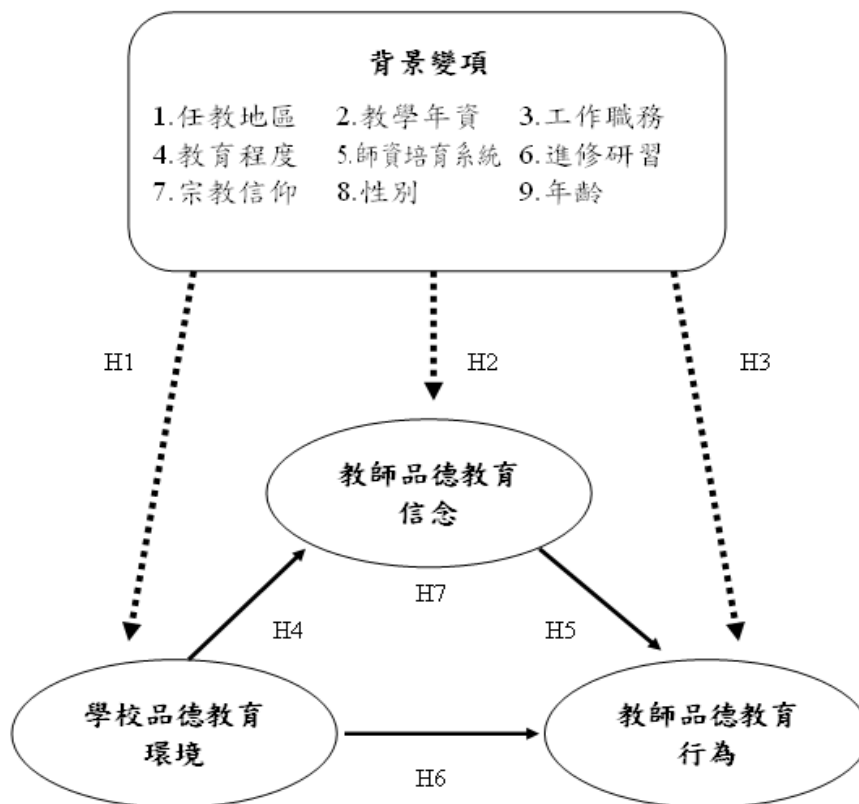 背景變項
1.任教地區 2.教學年資 3.工作職務
4.教育程度 5.師資培育系統 6.進修研習
7.宗教信仰 8.性別 9.年齡
H1
H2
H3
教師品德教育
信念
H7
H4
H5
學校品德教育
環境
教師品德教育
行為
H6